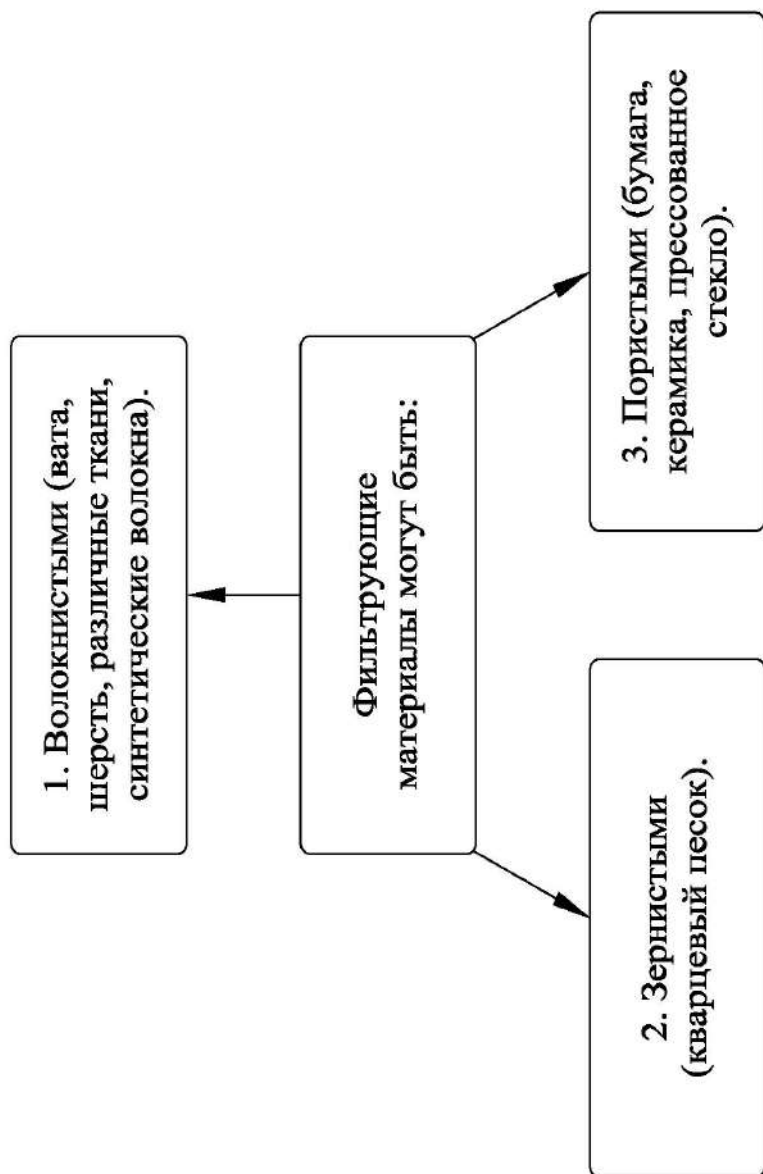 1. Волокнистыми (вата,
шерсть, различные ткани,
синтетические волокна).
Фильтрующие
материалы могут быть:
2. Зернистыми
(кварцевый песок).
3. Пористыми (бумага,
керамика, прессованное
стекло).